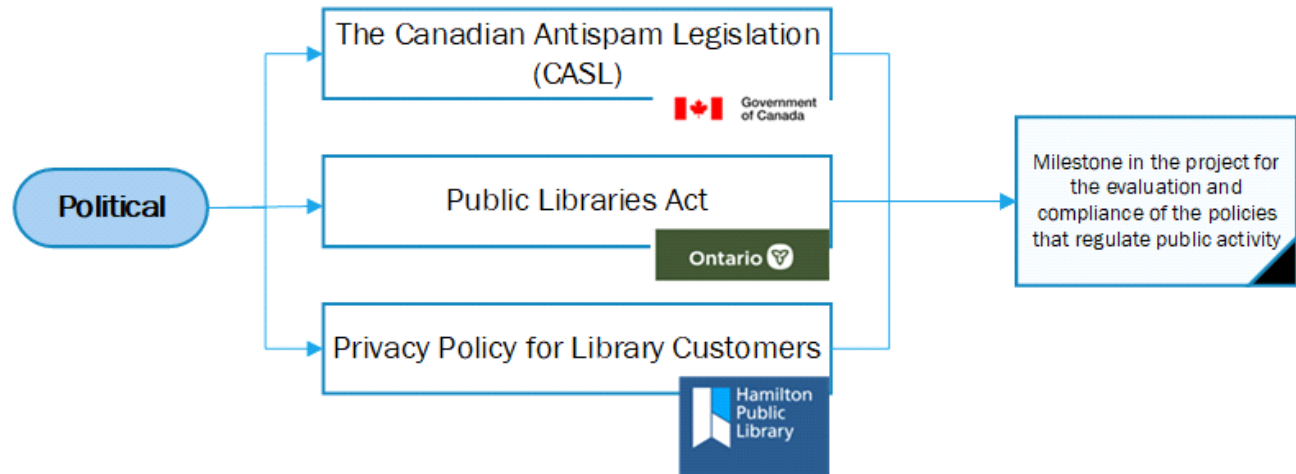 The Canadian Antispam Legislation
(CASL)
Government
of Canada
Political
Public Libraries Act
Ontario
Privacy Policy for Library Customers
Hamilton
Public
Library
Milestone in the project for
the evaluation and
compliance of the policies
that regulate public activity